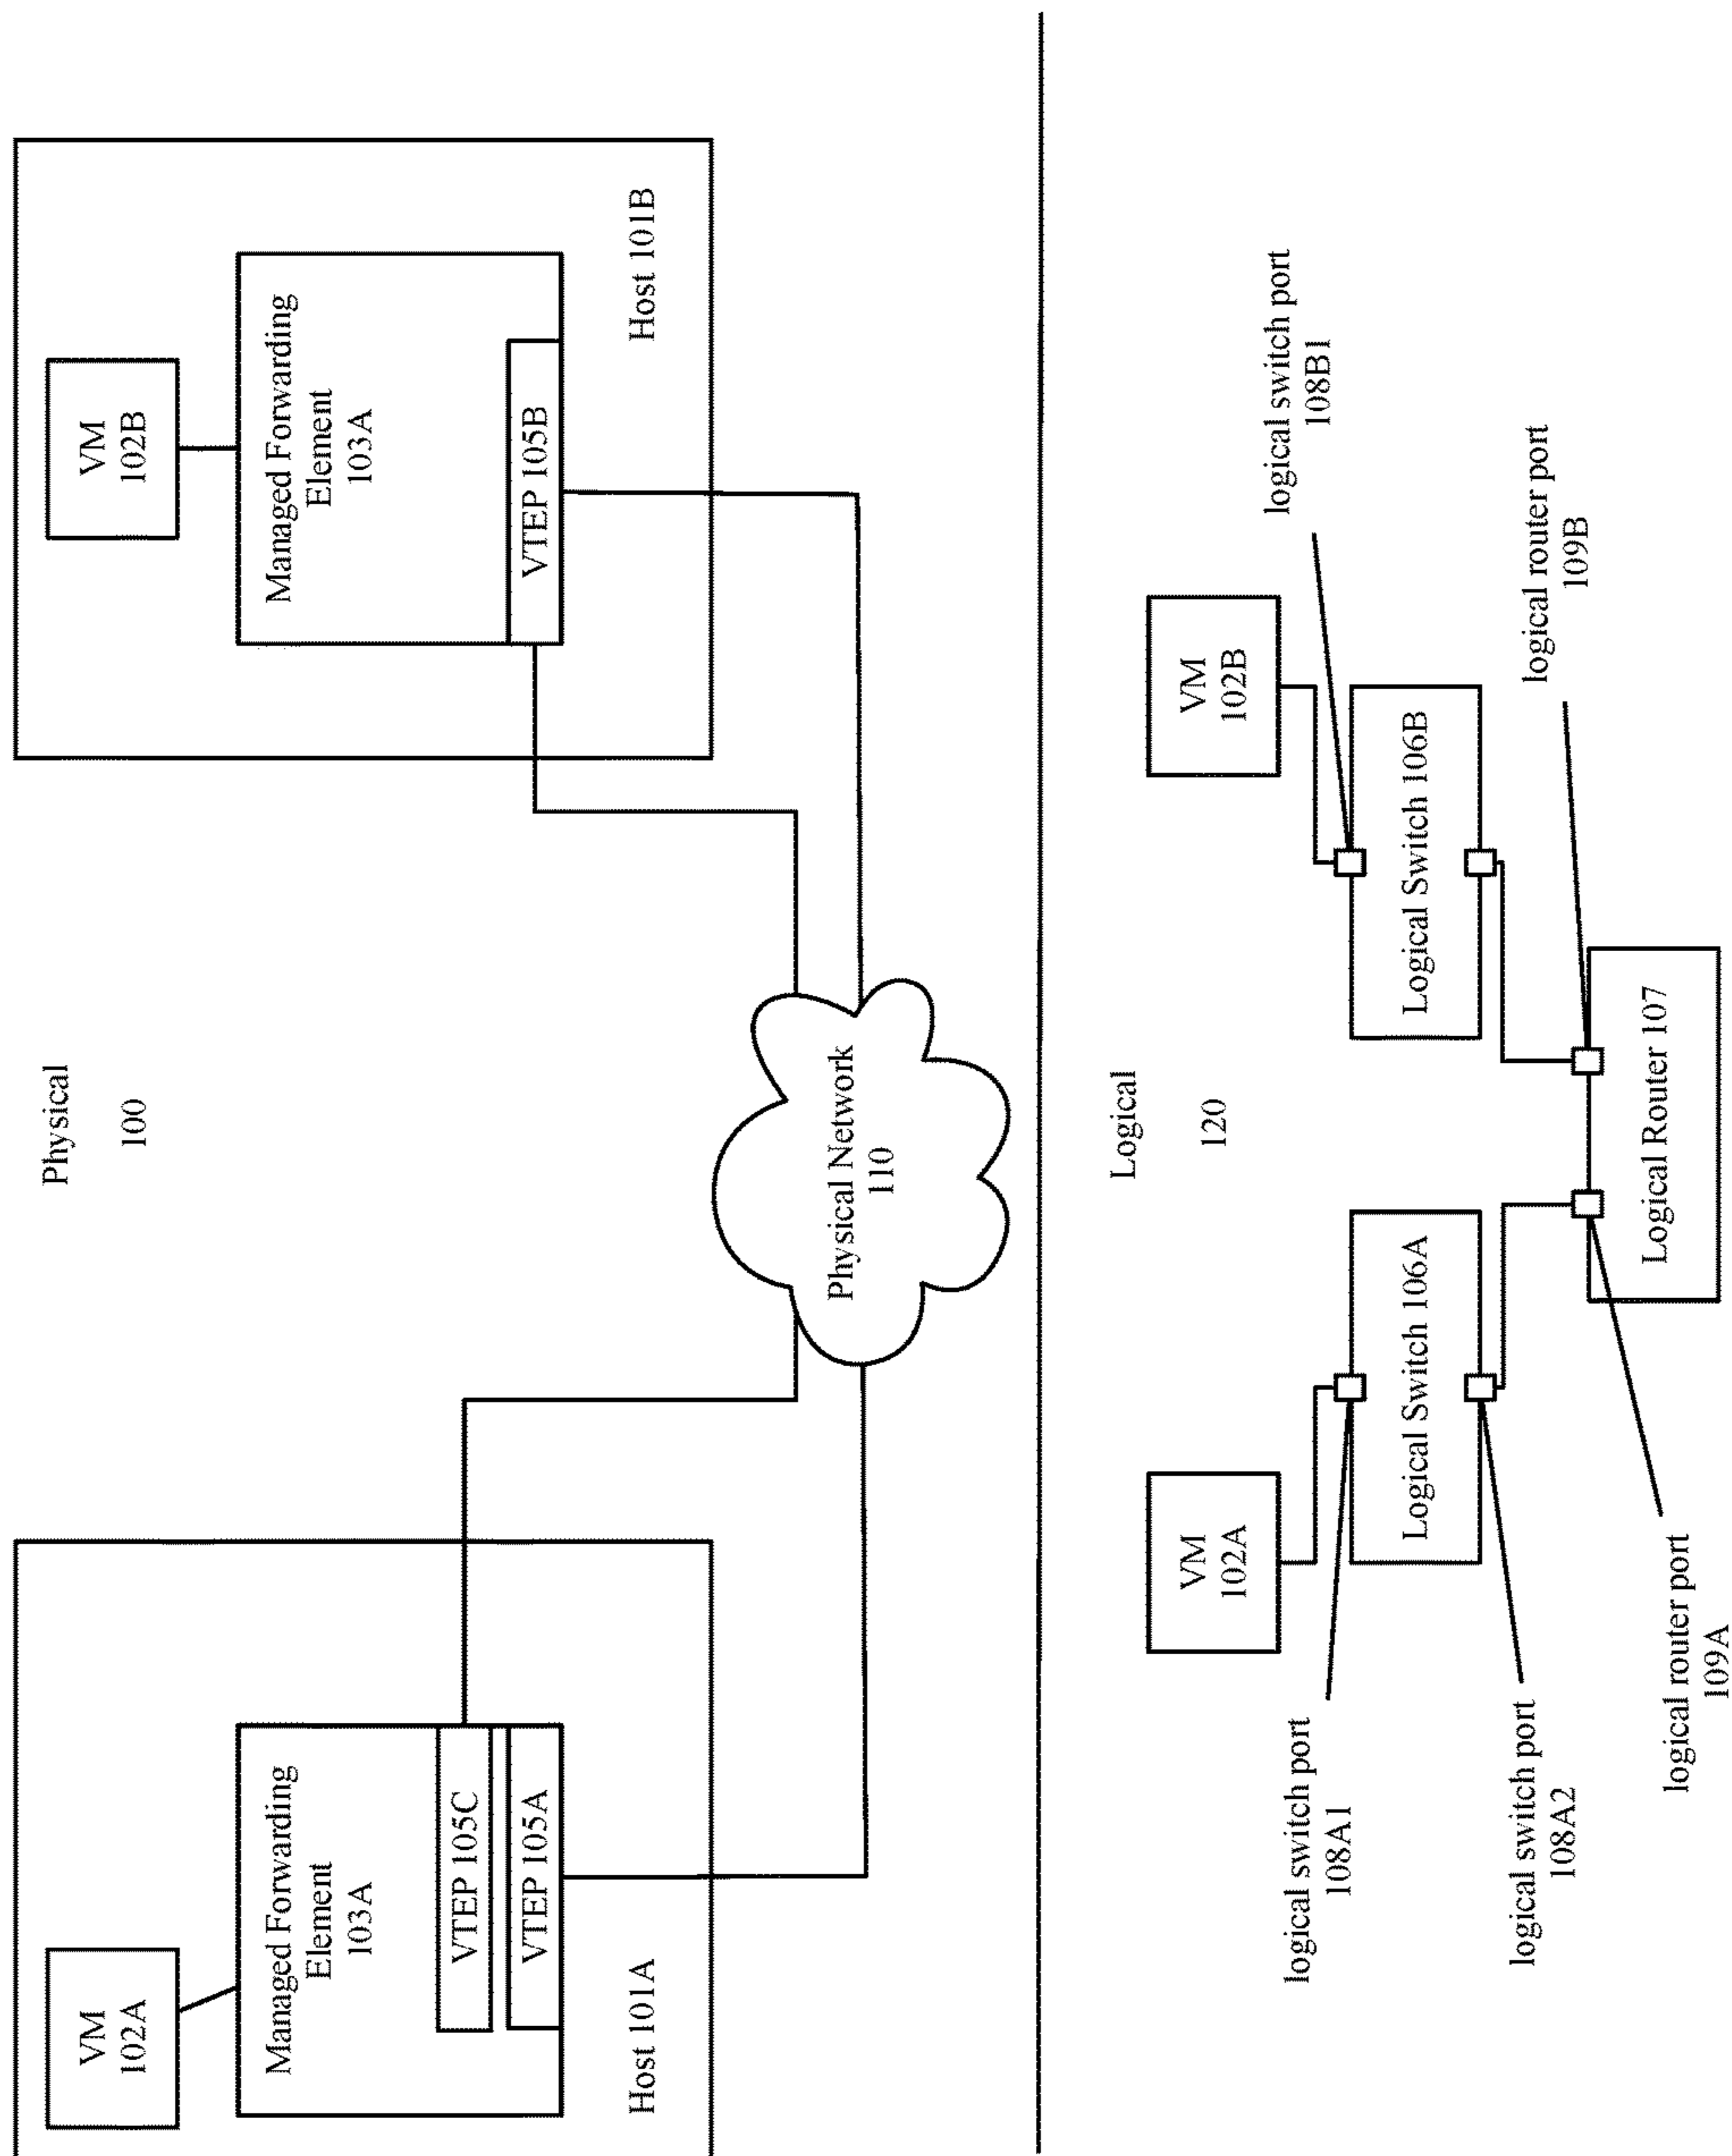 Physical
100
VM
102A
Managed Forwarding
Element
103A
VTEP 105C
VTEP 105A
Host 101A
VM
102B
Managed Forwarding
Element
103A
VTEP 105B
Host 101B
Physical Network
110
Logical
120
VM
102A
VM
102B
logical switch port
108A1
Logical Switch 106A
Logical Switch 106B
logical switch port
108B1
logical switch port
108A2
logical router port
109B
Logical Router 107
logical router port
109A